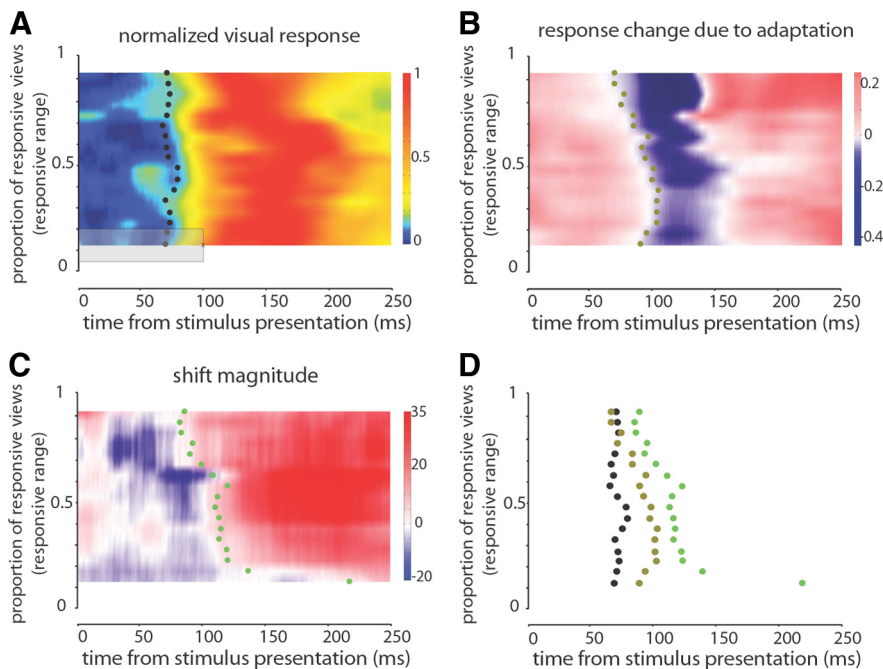 A
normalized visual response
proportion of responsive views
(responsive range)
1
0.5
0
1
0.5
0
0
50
100
150
200
250
time from stimulus presentation (ms)
B
response change due to adaptation
proportion of responsive views
(responsive range)
1
0.5
0
0.2
0
-0.2
-0.4
0
50
100
150
200
250
time from stimulus presentation (ms)
C
shift magnitude
proportion of responsive views
(responsive range)
1
0.5
0
35
20
0
-20
0
50
100
150
200
250
time from stimulus presentation (ms)
D
proportion of responsive views
(responsive range)
1
0.5
0
0
50
100
150
200
250
time from stimulus presentation (ms)